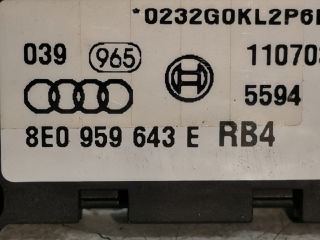 *0232G0KL2P6
039 965 11070
5594
8E0 959 643 E RB4